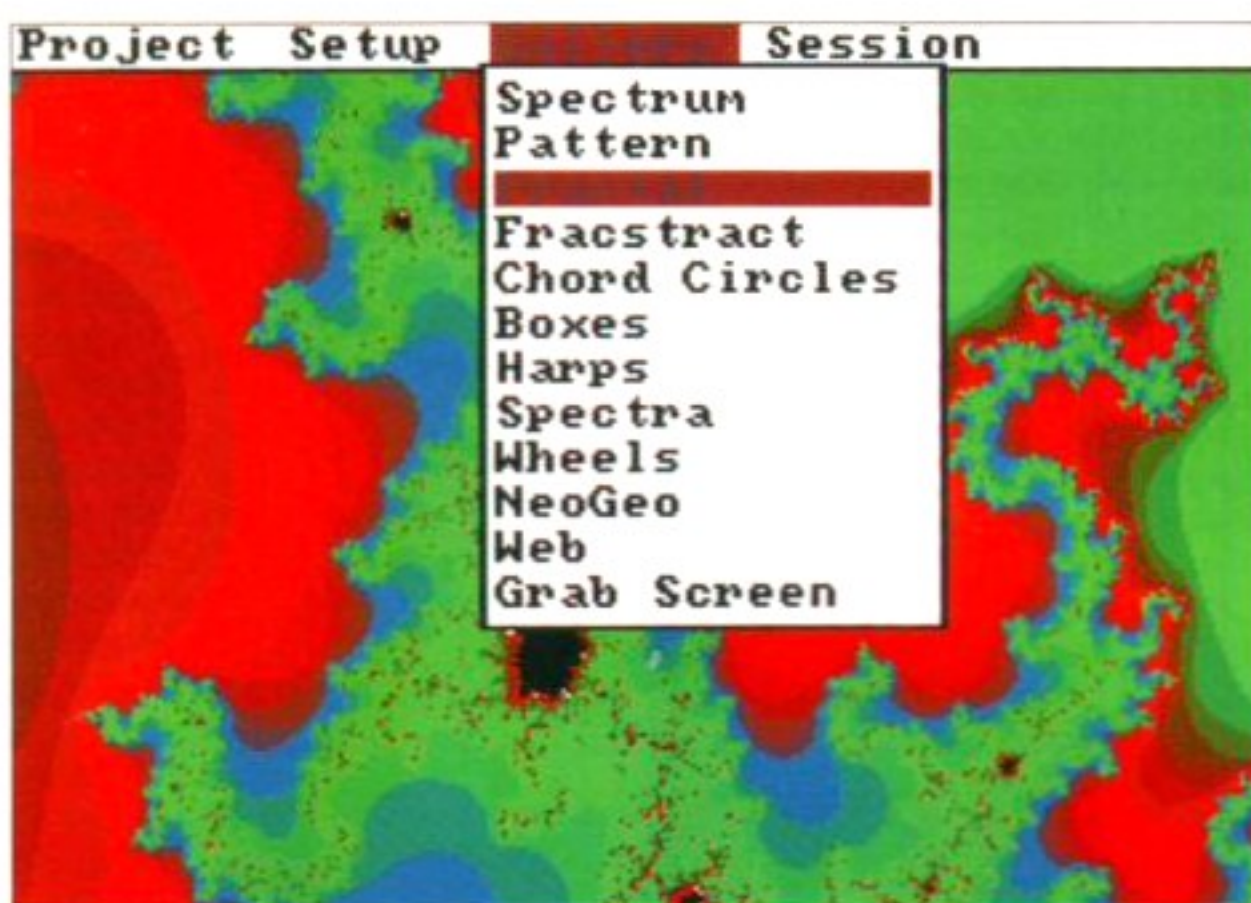 Project Setup Session
Spectrum
Pattern
Fracstract
Chord Circles
Boxes
Harps
Spectra
Wheels
NeoGeo
Web
Grab Screen